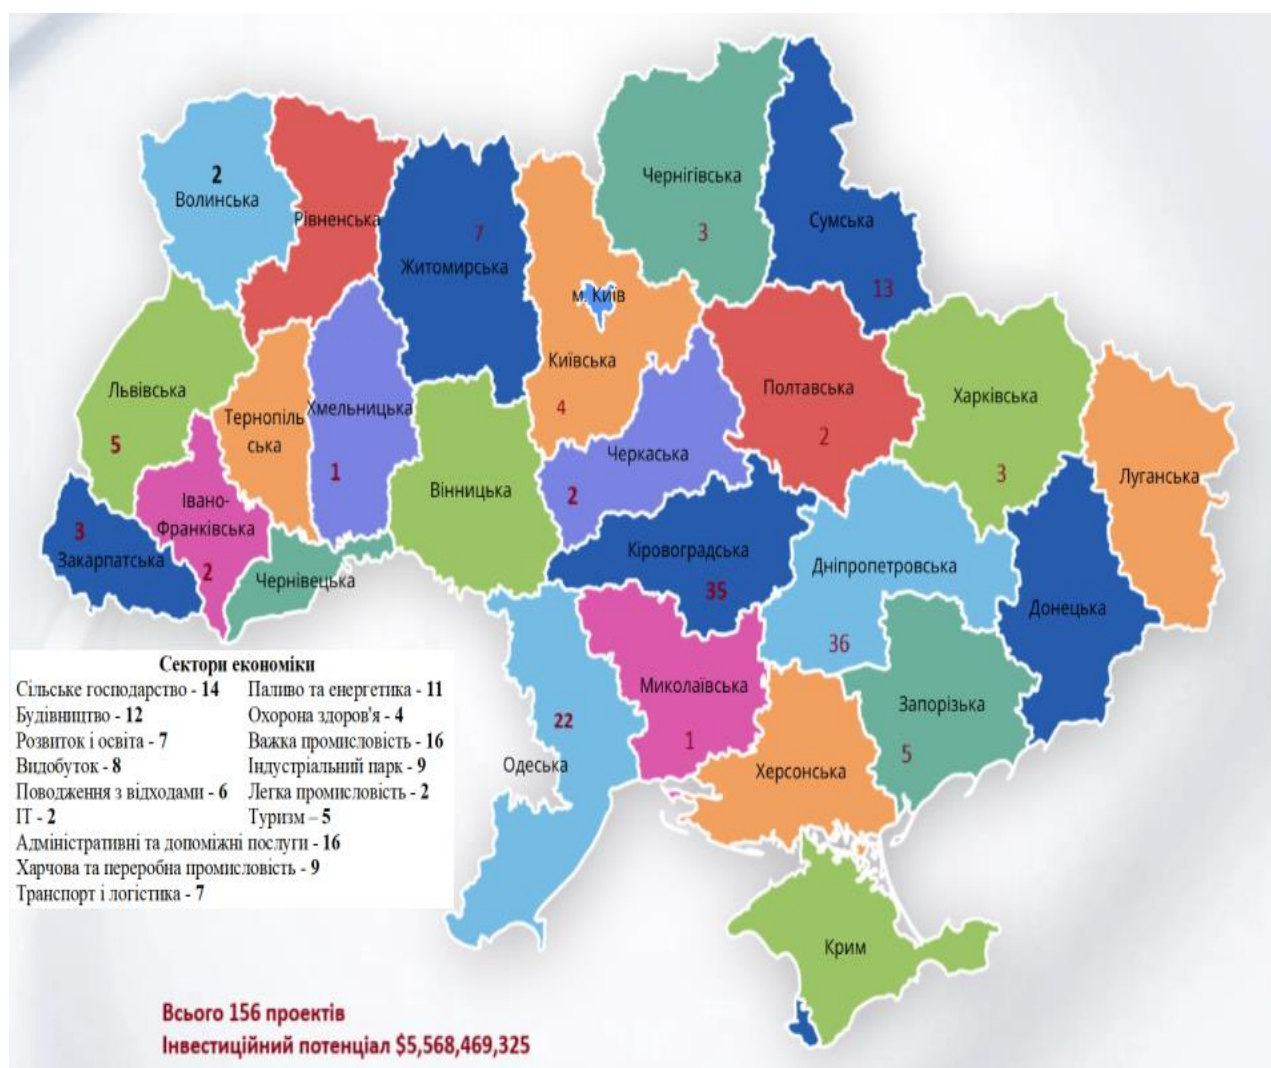 2
Волинська
Рівненська
7
Житомирська
Чернігівська
3
Сумська
13
м. Київ
Київська
4
Львівська
5
Тернопіль
ська
Хмельницька
1
Вінницька
Черкаська
2
Полтавська
2
Харківська
3
Луганська
3
Закарпатська
Івано-
Франківська
2
Чернівецька
Кіровоградська
35
Дніпропетровська
36
Донецька
22
Одеська
Миколаївська
1
Запорізька
5
Херсонська
Крим
Сектори економіки
Сільське господарство - 14 Паливо та енергетика - 11
Будівництво - 12 Охорона здоров'я - 4
Розвиток і освіта - 7 Важка промисловість - 16
Видобуток - 8 Індустріальний парк - 9
Поводження з відходами - 6 Легка промисловість - 2
ІТ - 2 Туризм – 5
Адміністративні та допоміжні послуги - 16
Харчова та переробна промисловість - 9
Транспорт і логістика - 7
Всього 156 проектів
Інвестиційний потенціал $5,568,469,325